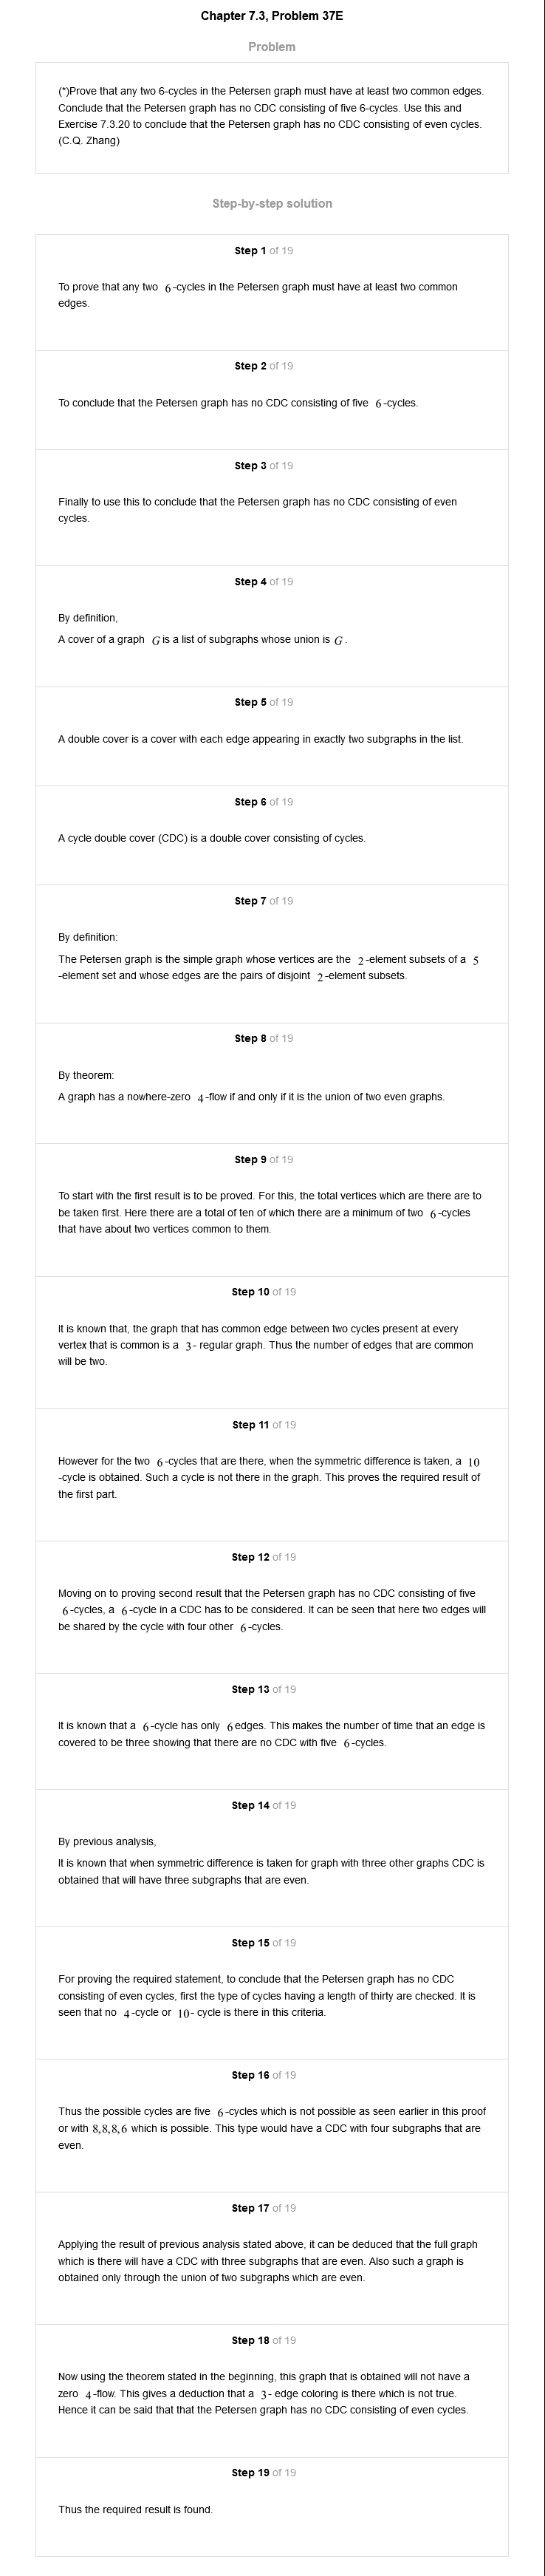 Chapter 7.3, Problem 37E
Problem
(*)Prove that any two 6-cycles in the Petersen graph must have at least two common edges.
Conclude that the Petersen graph has no CDC consisting of five 6-cycles. Use this and
Exercise 7.3.20 to conclude that the Petersen graph has no CDC consisting of even cycles.
(C.Q. Zhang)
Step-by-step solution
Step 1 of 19
To prove that any two 6 -cycles in the Petersen graph must have at least two common
edges.
Step 2 of 19
To conclude that the Petersen graph has no CDC consisting of five 6 -cycles.
Step 3 of 19
Finally to use this to conclude that the Petersen graph has no CDC consisting of even
cycles.
Step 4 of 19
By definition,
A cover of a graph G is a list of subgraphs whose union is G .
Step 5 of 19
A double cover is a cover with each edge appearing in exactly two subgraphs in the list.
Step 6 of 19
A cycle double cover (CDC) is a double cover consisting of cycles.
Step 7 of 19
By definition:
The Petersen graph is the simple graph whose vertices are the 2 -element subsets of a 5
-element set and whose edges are the pairs of disjoint 2 -element subsets.
Step 8 of 19
By theorem:
A graph has a nowhere-zero 4 -flow if and only if it is the union of two even graphs.
Step 9 of 19
To start with the first result is to be proved. For this, the total vertices which are there are to
be taken first. Here there are a total of ten of which there are a minimum of two 6 -cycles
that have about two vertices common to them.
Step 10 of 19
It is known that, the graph that has common edge between two cycles present at every
vertex that is common is a 3 - regular graph. Thus the number of edges that are common
will be two.
Step 11 of 19
However for the two 6 -cycles that are there, when the symmetric difference is taken, a 10
-cycle is obtained. Such a cycle is not there in the graph. This proves the required result of
the first part.
Step 12 of 19
Moving on to proving second result that the Petersen graph has no CDC consisting of five
6 -cycles, a 6 -cycle in a CDC has to be considered. It can be seen that here two edges will
be shared by the cycle with four other 6 -cycles.
Step 13 of 19
It is known that a 6 -cycle has only 6 edges. This makes the number of time that an edge is
covered to be three showing that there are no CDC with five 6 -cycles.
Step 14 of 19
By previous analysis,
It is known that when symmetric difference is taken for graph with three other graphs CDC is
obtained that will have three subgraphs that are even.
Step 15 of 19
For proving the required statement, to conclude that the Petersen graph has no CDC
consisting of even cycles, first the type of cycles having a length of thirty are checked. It is
seen that no 4 -cycle or 10 - cycle is there in this criteria.
Step 16 of 19
Thus the possible cycles are five 6 -cycles which is not possible as seen earlier in this proof
or with 8,8,8,6 which is possible. This type would have a CDC with four subgraphs that are
even.
Step 17 of 19
Applying the result of previous analysis stated above, it can be deduced that the full graph
which is there will have a CDC with three subgraphs that are even. Also such a graph is
obtained only through the union of two subgraphs which are even.
Step 18 of 19
Now using the theorem stated in the beginning, this graph that is obtained will not have a
zero 4 -flow. This gives a deduction that a 3 - edge coloring is there which is not true.
Hence it can be said that that the Petersen graph has no CDC consisting of even cycles.
Step 19 of 19
Thus the required result is found.